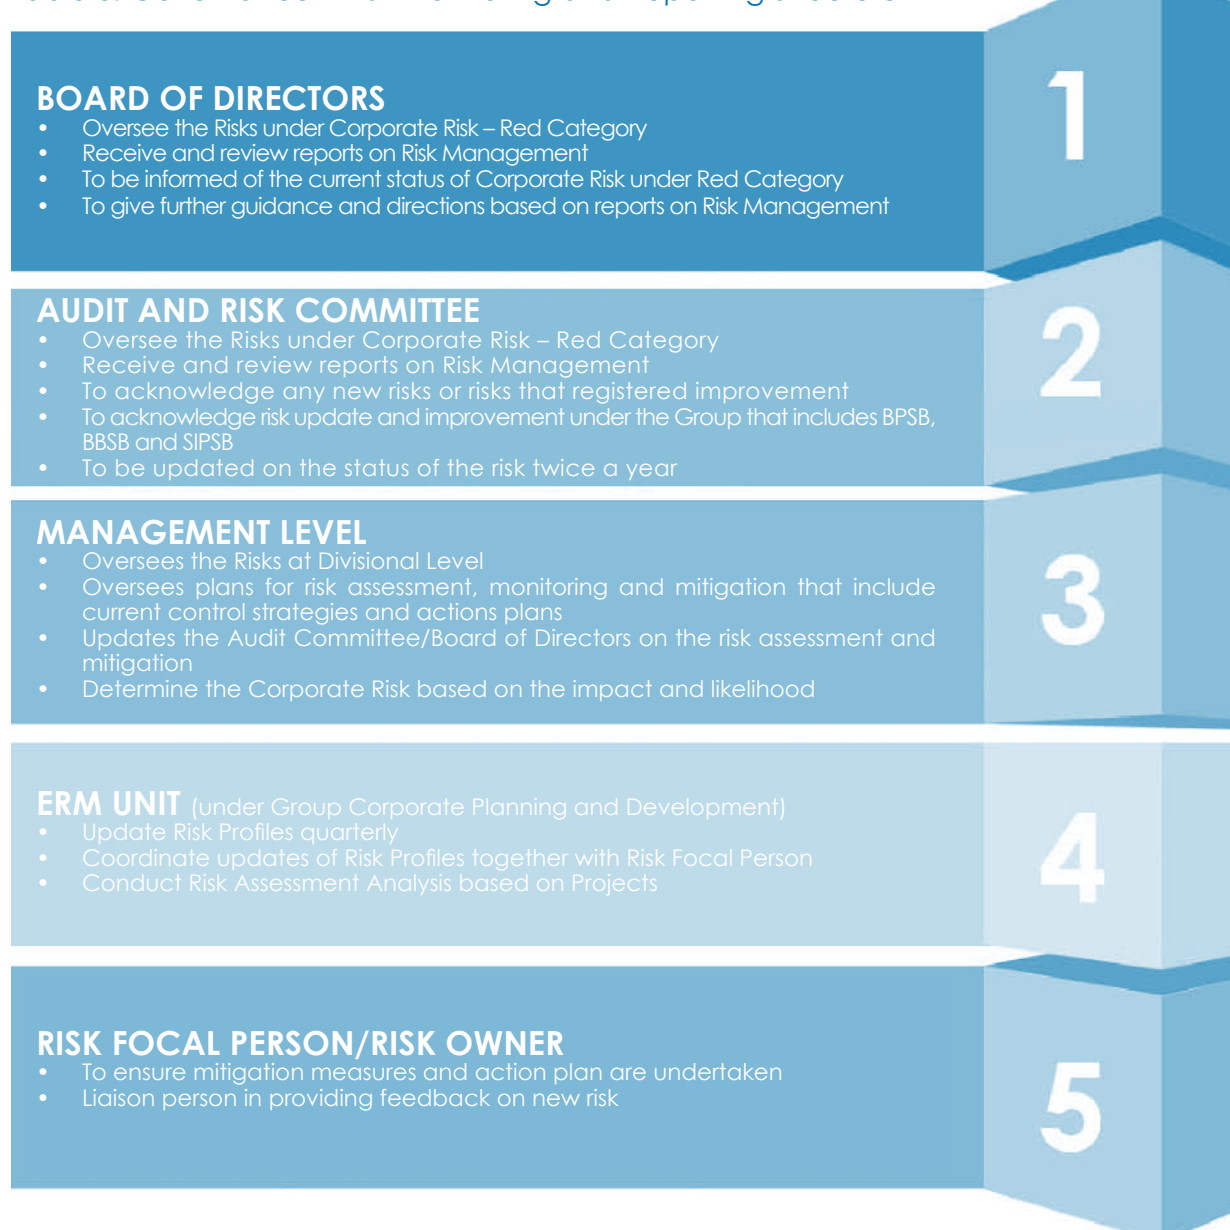 BOARD OF DIRECTORS
• Oversee the Risks under Corporate Risk – Red Category
• Receive and review reports on Risk Management
• To be informed of the current status of Corporate Risk under Red Category
• To give further guidance and directions based on reports on Risk Management
1
AUDIT AND RISK COMMITTEE
• Oversee the Risks under Corporate Risk – Red Category
• Receive and review reports on Risk Management
• To acknowledge any new risks or risks that registered improvement
• To acknowledge risk update and improvement under the Group that includes BPSB,
BBSB and SIPSB
• To be updated on the status of the risk twice a year
2
MANAGEMENT LEVEL
• Oversees the Risks at Divisional Level
• Oversees plans for risk assessment, monitoring and mitigation that include
current control strategies and actions plans
• Updates the Audit Committee/Board of Directors on the risk assessment and
mitigation
• Determine the Corporate Risk based on the impact and likelihood
3
ERM UNIT (under Group Corporate Planning and Development)
• Update Risk Profiles quarterly
• Coordinate updates of Risk Profiles together with Risk Focal Person
• Conduct Risk Assessment Analysis based on Projects
4
RISK FOCAL PERSON/RISK OWNER
• To ensure mitigation measures and action plan are undertaken
• Liaison person in providing feedback on new risk
5